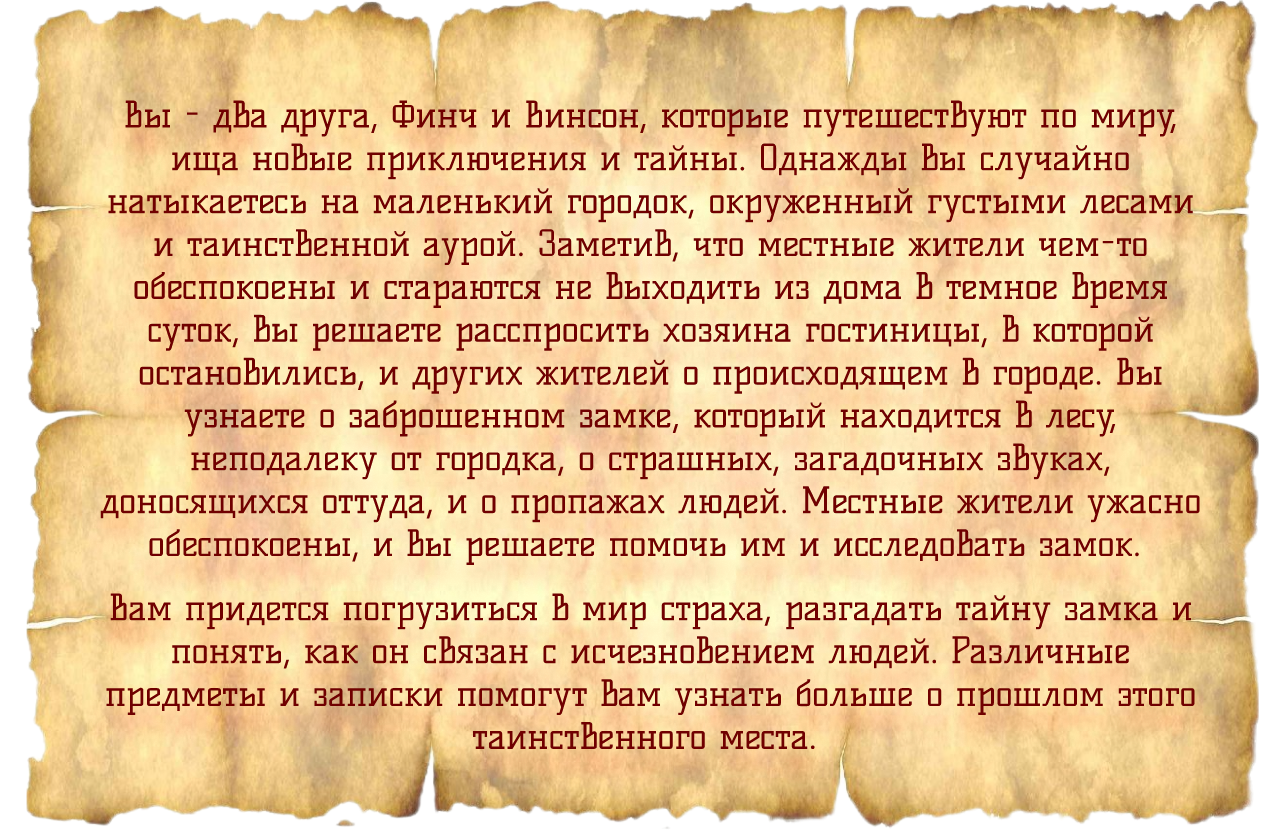 Вы - два друга, Финч и Винсон, которые путешествуют по миру,
ища новые приключения и тайны. Однажды вы случайно
натыкаетесь на маленький городок, окруженный густыми лесами
и таинственной аурой. Заметив, что местные жители чем-то
обеспокоены и стараются не выходить из дома в темное время
суток, вы решаете расспросить хозяина гостиницы, в которой
остановились, и других жителей о происходящем в городе. Вы
узнаете о заброшенном замке, который находится в лесу,
неподалеку от городка, о страшных, загадочных звуках,
доносящихся оттуда, и о пропажах людей. Местные жители ужасно
обеспокоены, и вы решаете помочь им и исследовать замок.
Вам придется погрузиться в мир страха, разгадать тайну замка и
понять, как он связан с исчезновением людей. Различные
предметы и записки помогут вам узнать больше о прошлом этого
таинственного места.